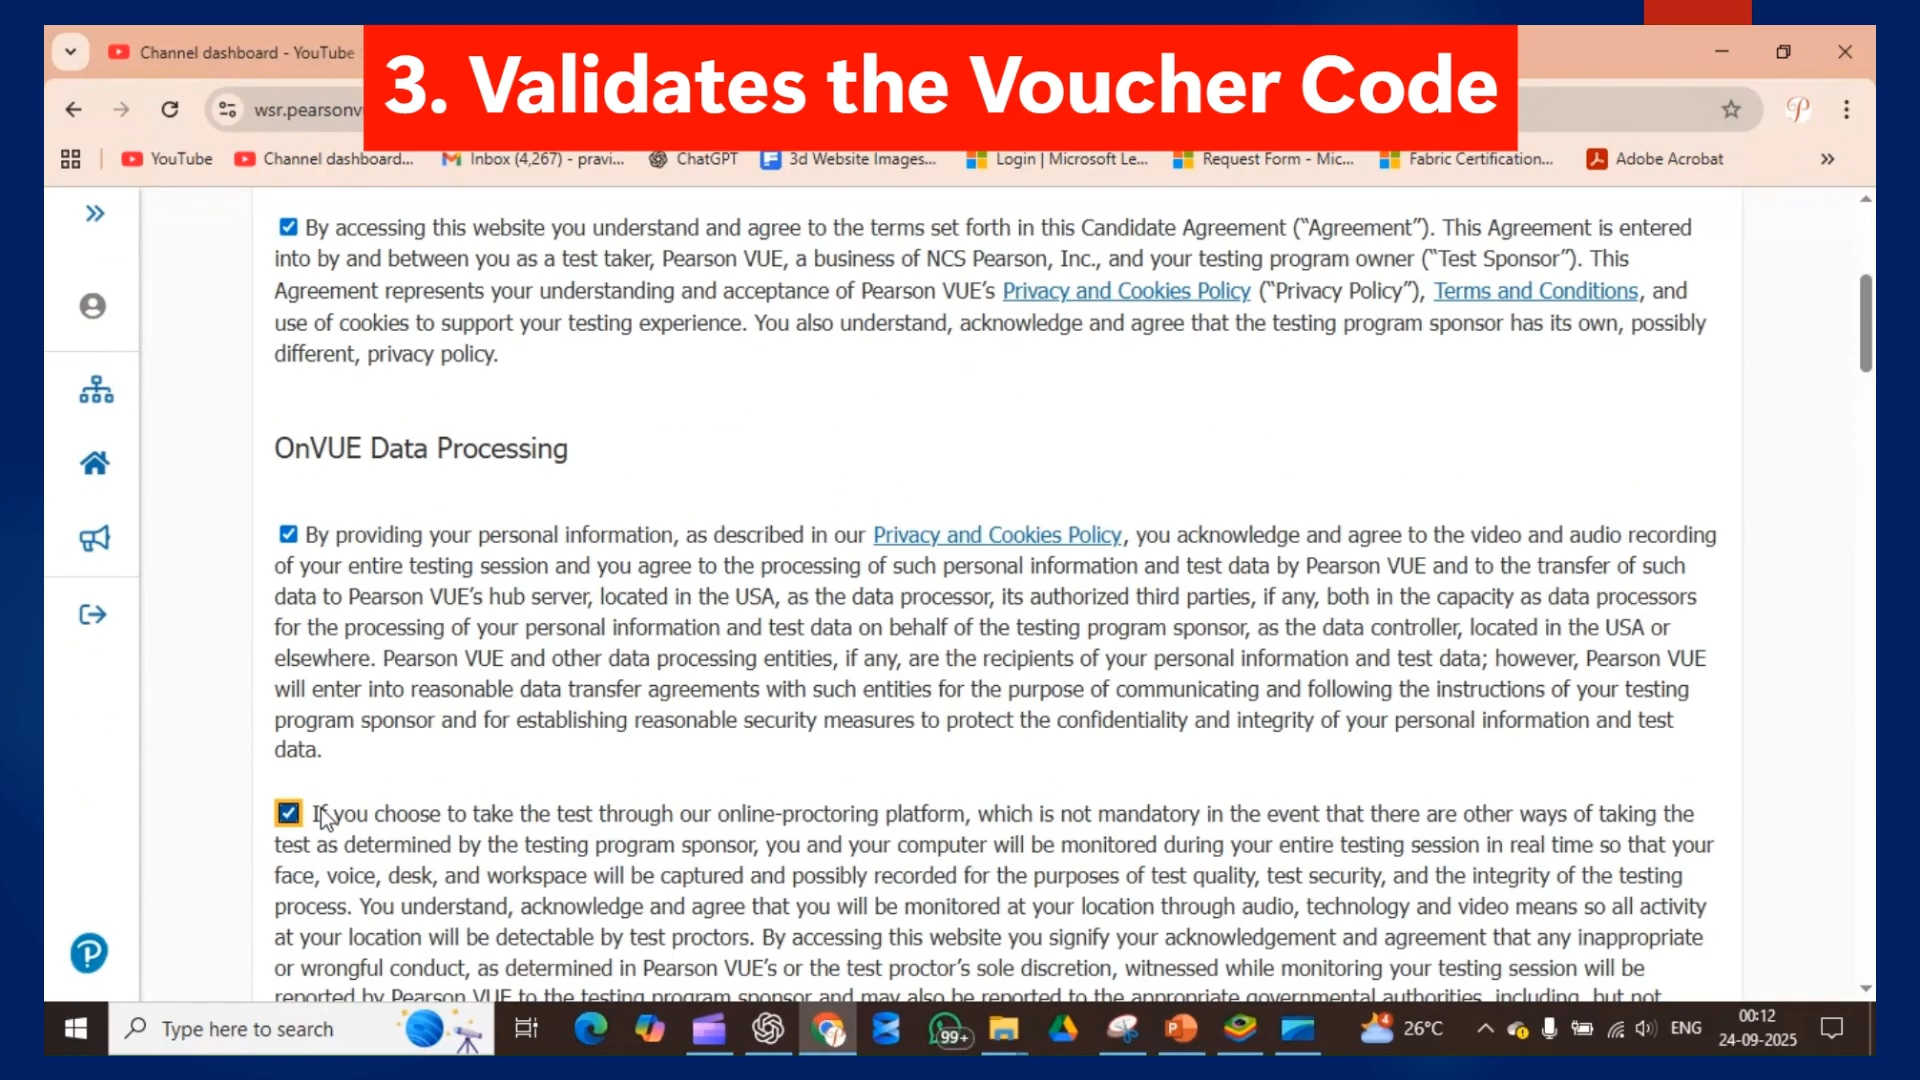 3. Validates the Voucher Code
Channel dashboard - YouTube
wsr.pearsonv
YouTube
Channel dashboard...
Inbox (4,267) - pravi...
ChatGPT
3d Website Images...
Login | Microsoft Le...
Request Form - Mic...
Fabric Certification...
Adobe Acrobat
By accessing this website you understand and agree to the terms set forth in this Candidate Agreement (“Agreement”). This Agreement is entered
into by and between you as a test taker, Pearson VUE, a business of NCS Pearson, Inc., and your testing program owner (“Test Sponsor”). This
Agreement represents your understanding and acceptance of Pearson VUE’s Privacy and Cookies Policy (“Privacy Policy”), Terms and Conditions, and
use of cookies to support your testing experience. You also understand, acknowledge and agree that the testing program sponsor has its own, possibly
different, privacy policy.
OnVUE Data Processing
By providing your personal information, as described in our Privacy and Cookies Policy, you acknowledge and agree to the video and audio recording
of your entire testing session and you agree to the processing of such personal information and test data by Pearson VUE and to the transfer of such
data to Pearson VUE’s hub server, located in the USA, as the data processor, its authorized third parties, if any, both in the capacity as data processors
for the processing of your personal information and test data on behalf of the testing program sponsor, as the data controller, located in the USA or
elsewhere. Pearson VUE and other data processing entities, if any, are the recipients of your personal information and test data; however, Pearson VUE
will enter into reasonable data transfer agreements with such entities for the purpose of communicating and following the instructions of your testing
program sponsor and for establishing reasonable security measures to protect the confidentiality and integrity of your personal information and test
data.
If you choose to take the test through our online-proctoring platform, which is not mandatory in the event that there are other ways of taking the
test as determined by the testing program sponsor, you and your computer will be monitored during your entire testing session in real time so that your
face, voice, desk, and workspace will be captured and possibly recorded for the purposes of test quality, test security, and the integrity of the testing
process. You understand, acknowledge and agree that you will be monitored at your location through audio, technology and video means so all activity
at your location will be detectable by test proctors. By accessing this website you signify your acknowledgement and agreement that any inappropriate
or wrongful conduct, as determined in Pearson VUE’s or the test proctor’s sole discretion, witnessed while monitoring your testing session will be
reported by Pearson VUE to the testing program sponsor and may also be reported to the appropriate governmental authorities, including, but not
Type here to search
99+
4
26°C
ENG
00:12
24-09-2025